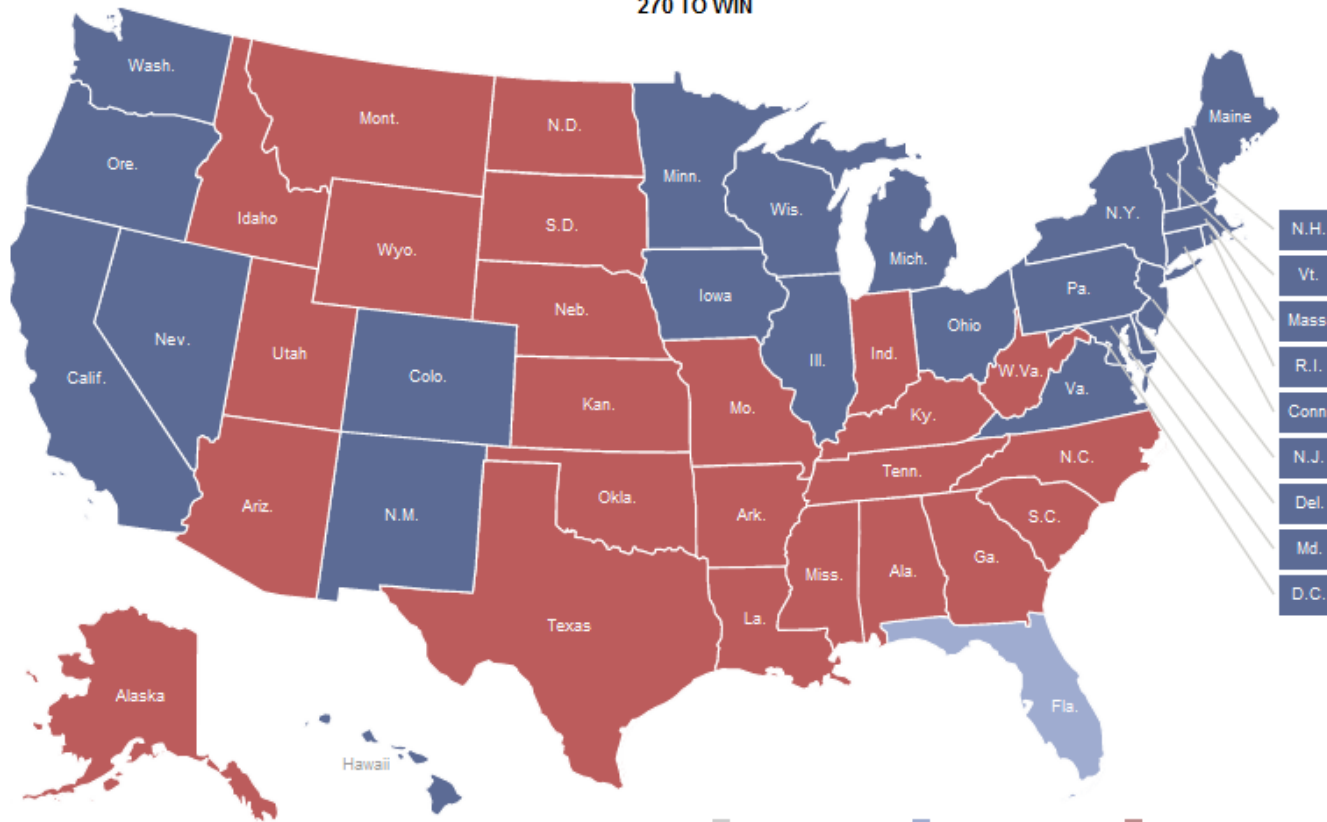 270 TO WIN
Wash.
Mont.
N.D.
Maine
Ore.
Minn.
Idaho
Wyo.
S.D.
Wis.
N.Y.
N.H.
Mich.
Vt.
Nev.
Neb.
Iowa
Pa.
Mass
Utah
Colo.
Ill.
Ind.
Ohio
Calif.
Kan.
Mo.
W.Va.
Va.
R.I.
Ky.
Conn
Ariz.
N.M.
Okla.
Ark.
Tenn.
N.C.
N.J.
S.C.
Del.
Miss.
Ala.
Ga.
Md.
Texas
La.
D.C.
Alaska
Fla.
Hawaii